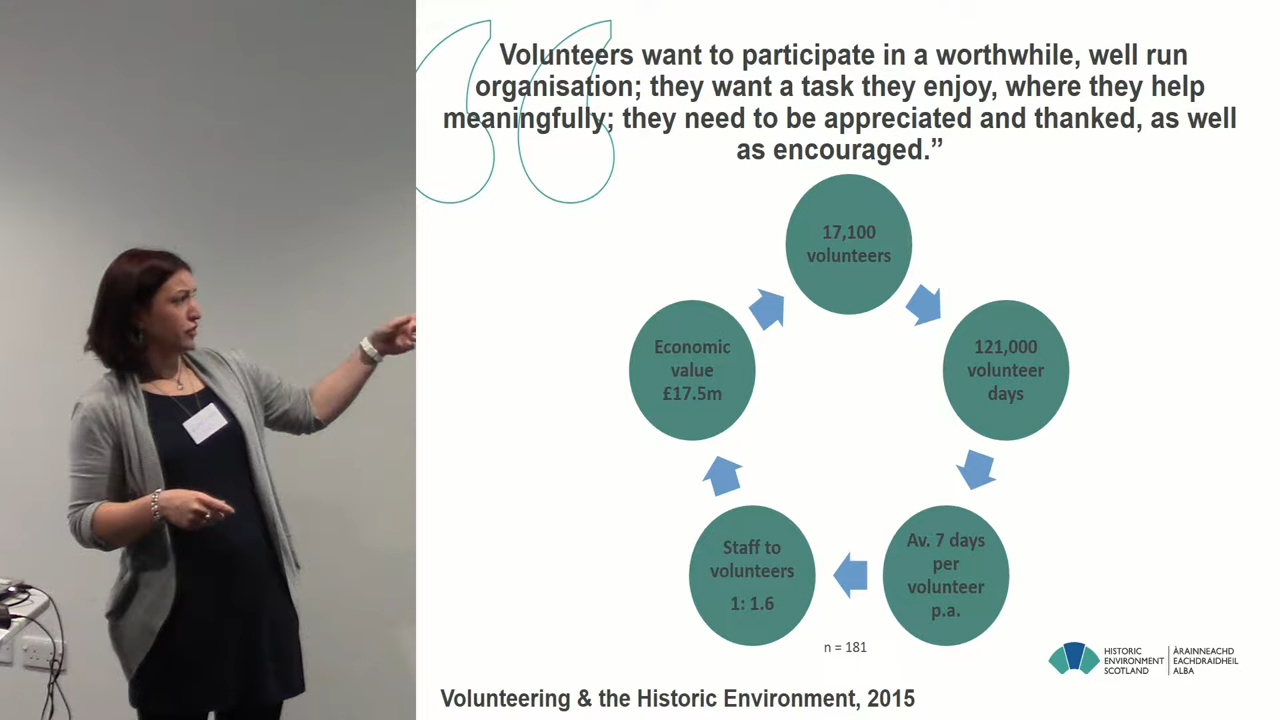 Volunteers want to participate in a worthwhile, well run
organisation; they want a task they enjoy, where they help
meaningfully; they need to be appreciated and thanked, as well
as encouraged.”
17,100
volunteers
121,000
volunteer
days
Av. 7 days
per
volunteer
p.a.
Staff to
volunteers
1: 1.6
Economic
value
£17.5m
n = 181
HISTORIC
ENVIRONMENT
SCOTLAND
ÀRAINNEACHD
EACHDRAIDHEIL
ALBA
Volunteering & the Historic Environment, 2015